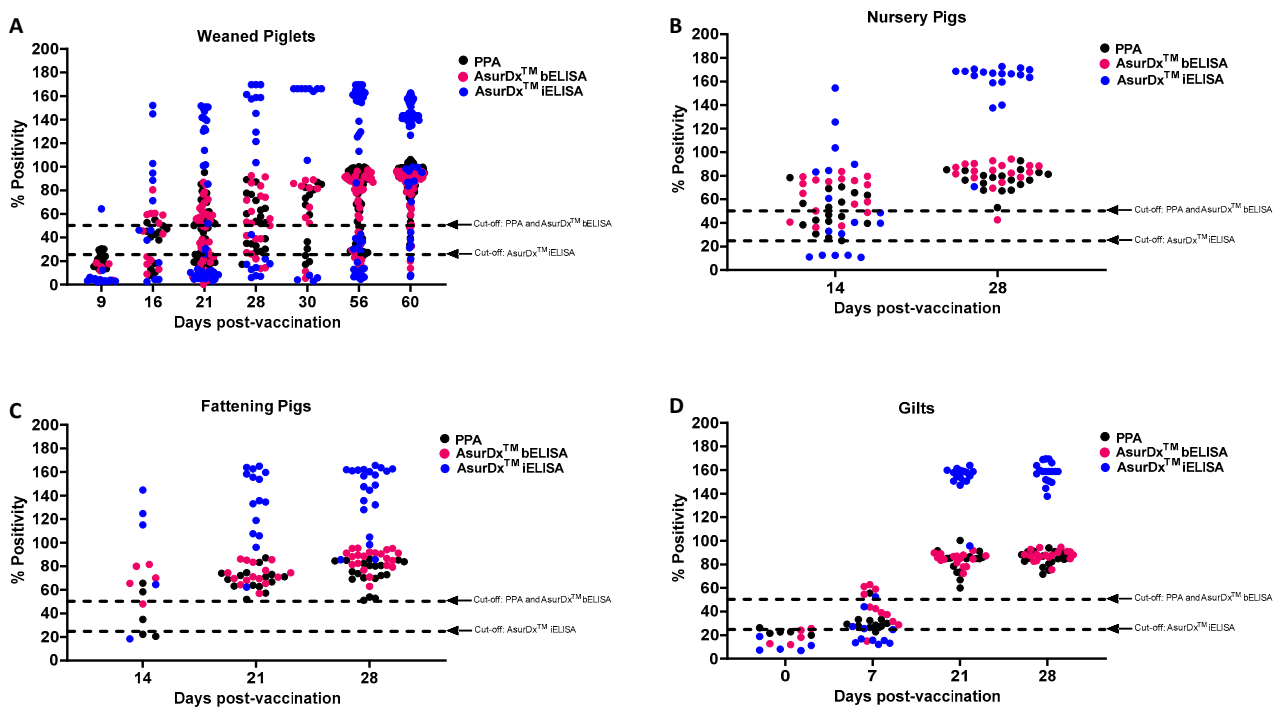 A
Weaned Piglets
% Positivity
200
180
160
140
120
100
80
60
40
20
0
9 16 21 28 30 56 60
Days post-vaccination
PPA
AsurDx™ bELISA
AsurDx™ iELISA
Cut-off: PPA and AsurDx™ bELISA
Cut-off: AsurDx™ iELISA
B
Nursery Pigs
% Positivity
200
180
160
140
120
100
80
60
40
20
0
14 28
Days post-vaccination
PPA
AsurDx™ bELISA
AsurDx™ iELISA
Cut-off: PPA and AsurDx™ bELISA
Cut-off: AsurDx™ iELISA
C
Fattening Pigs
% Positivity
200
180
160
140
120
100
80
60
40
20
0
14 21 28
Days post-vaccination
PPA
AsurDx™ bELISA
AsurDx™ iELISA
Cut-off: PPA and AsurDx™ bELISA
Cut-off: AsurDx™ iELISA
D
Gilts
% Positivity
200
180
160
140
120
100
80
60
40
20
0
0 7 21 28
Days post-vaccination
PPA
AsurDx™ bELISA
AsurDx™ iELISA
Cut-off: PPA and AsurDx™ bELISA
Cut-off: AsurDx™ iELISA